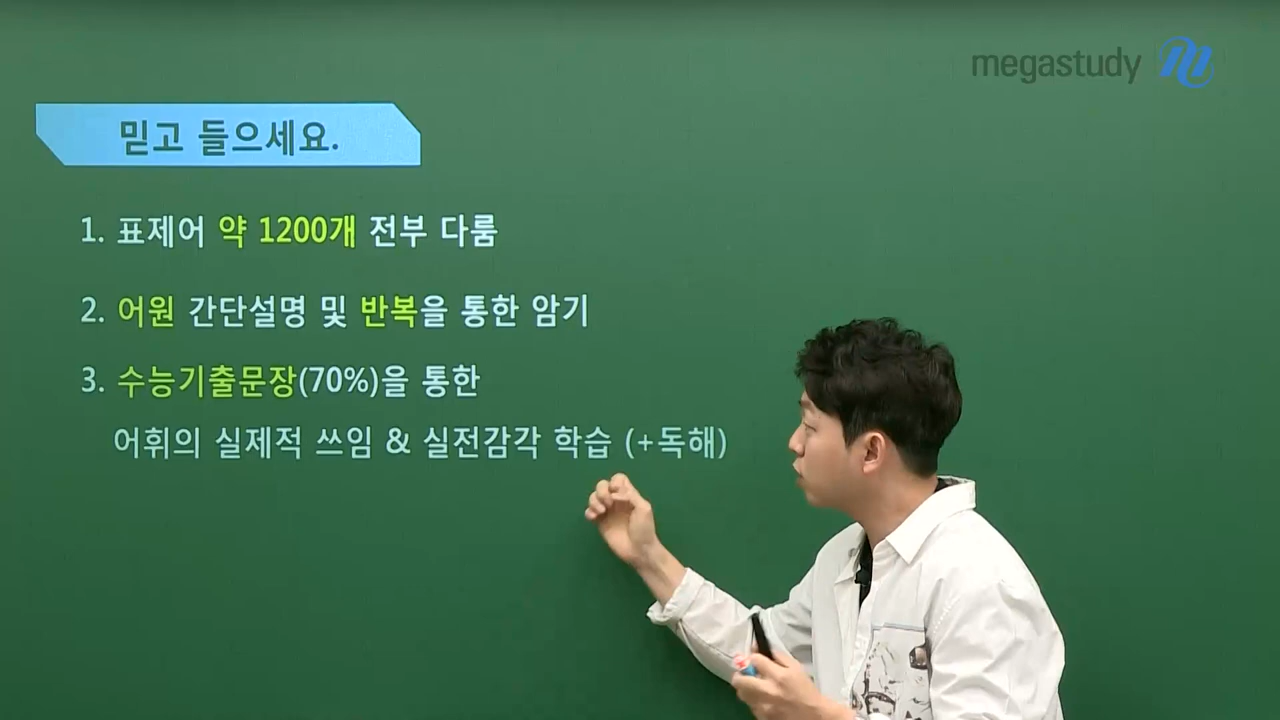 megastudy
믿고 들으세요.
1. 표제어 약 1200개 전부 다룸
2. 어원 간단설명 및 반복을 통한 암기
3. 수능기출문장(70%)을 통한
어휘의 실제적 쓰임 & 실전감각 학습 (+독해)